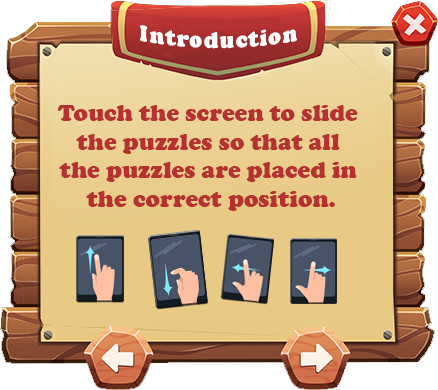 Introduction
Touch the screen to slide
the puzzles so that all
the puzzles are placed in
the correct position.